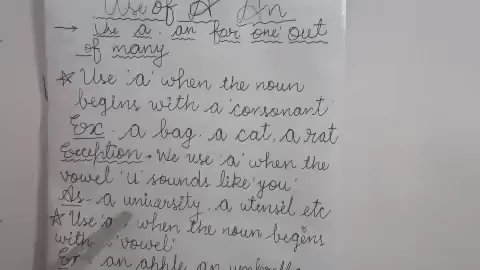 Use of A An
→ Use a. an for 'one' out
of many
☆ Use 'a' when the noun
begins with a 'consonant'
Ex. a bag. a cat, a rat
Exception - We use 'a' when the
vowel 'U' sounds like 'you'
As - a university. a utensil etc
☆ Use 'a when the noun begins
with a 'vowel'
Ex an apple, an umbrella